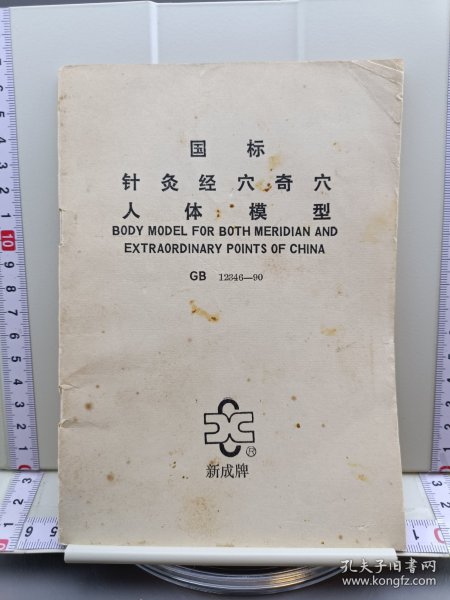 国 标
针灸经穴奇穴
人体模型
BODY MODEL FOR BOTH MERIDIAN AND
EXTRAORDINARY POINTS OF CHINA
GB 12346—90
R
新成牌
孔夫子旧书网
www.kongfz.com